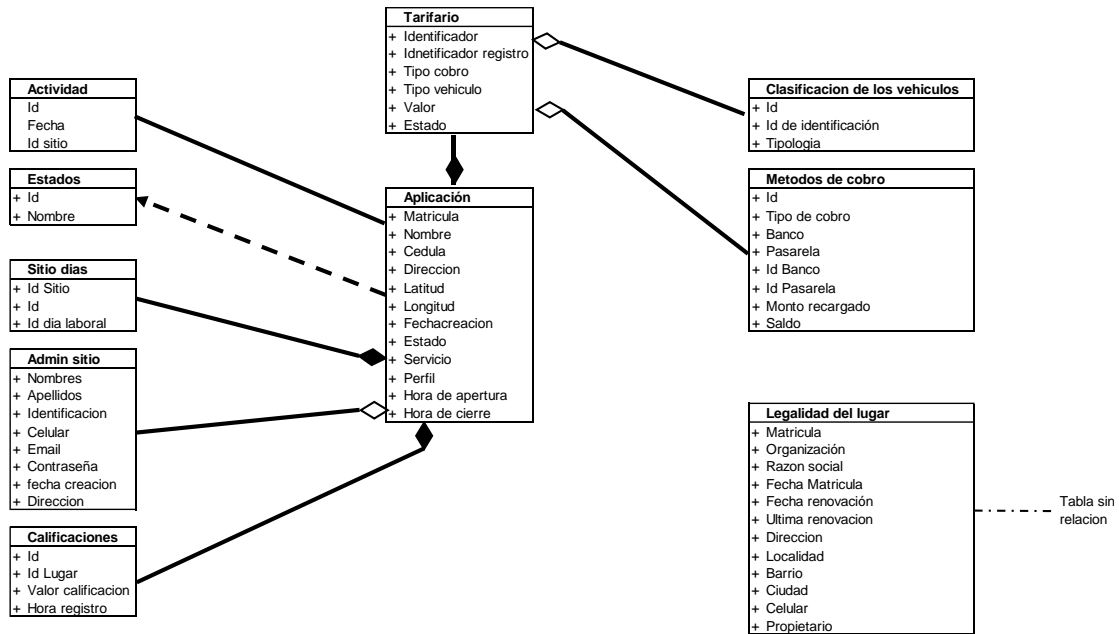 Tarifario
+ Identificador
+ Idnetificador registro
+ Tipo cobro
+ Tipo vehiculo
+ Valor
+ Estado
Actividad
Id
Fecha
Id sitio
Estados
+ Id
+ Nombre
Sitio dias
+ Id Sitio
+ Id
+ Id dia laboral
Admin sitio
+ Nombres
+ Apellidos
+ Identificacion
+ Celular
+ Email
+ Contraseña
+ fecha creacion
+ Direccion
Calificaciones
+ Id
+ Id Lugar
+ Valor calificacion
+ Hora registro
Aplicación
+ Matricula
+ Nombre
+ Cedula
+ Direccion
+ Latitud
+ Longitud
+ Fechacreacion
+ Estado
+ Servicio
+ Perfil
+ Hora de apertura
+ Hora de cierre
Clasificacion de los vehiculos
+ Id
+ Id de identificación
+ Tipologia
Metodos de cobro
+ Id
+ Tipo de cobro
+ Banco
+ Pasarela
+ Id Banco
+ Id Pasarela
+ Monto recargado
+ Saldo
Legalidad del lugar
+ Matricula
+ Organización
+ Razon social
+ Fecha Matricula
+ Fecha renovación
+ Ultima renovacion
+ Direccion
+ Localidad
+ Barrio
+ Ciudad
+ Celular
+ Propietario
Tabla sin
relacion